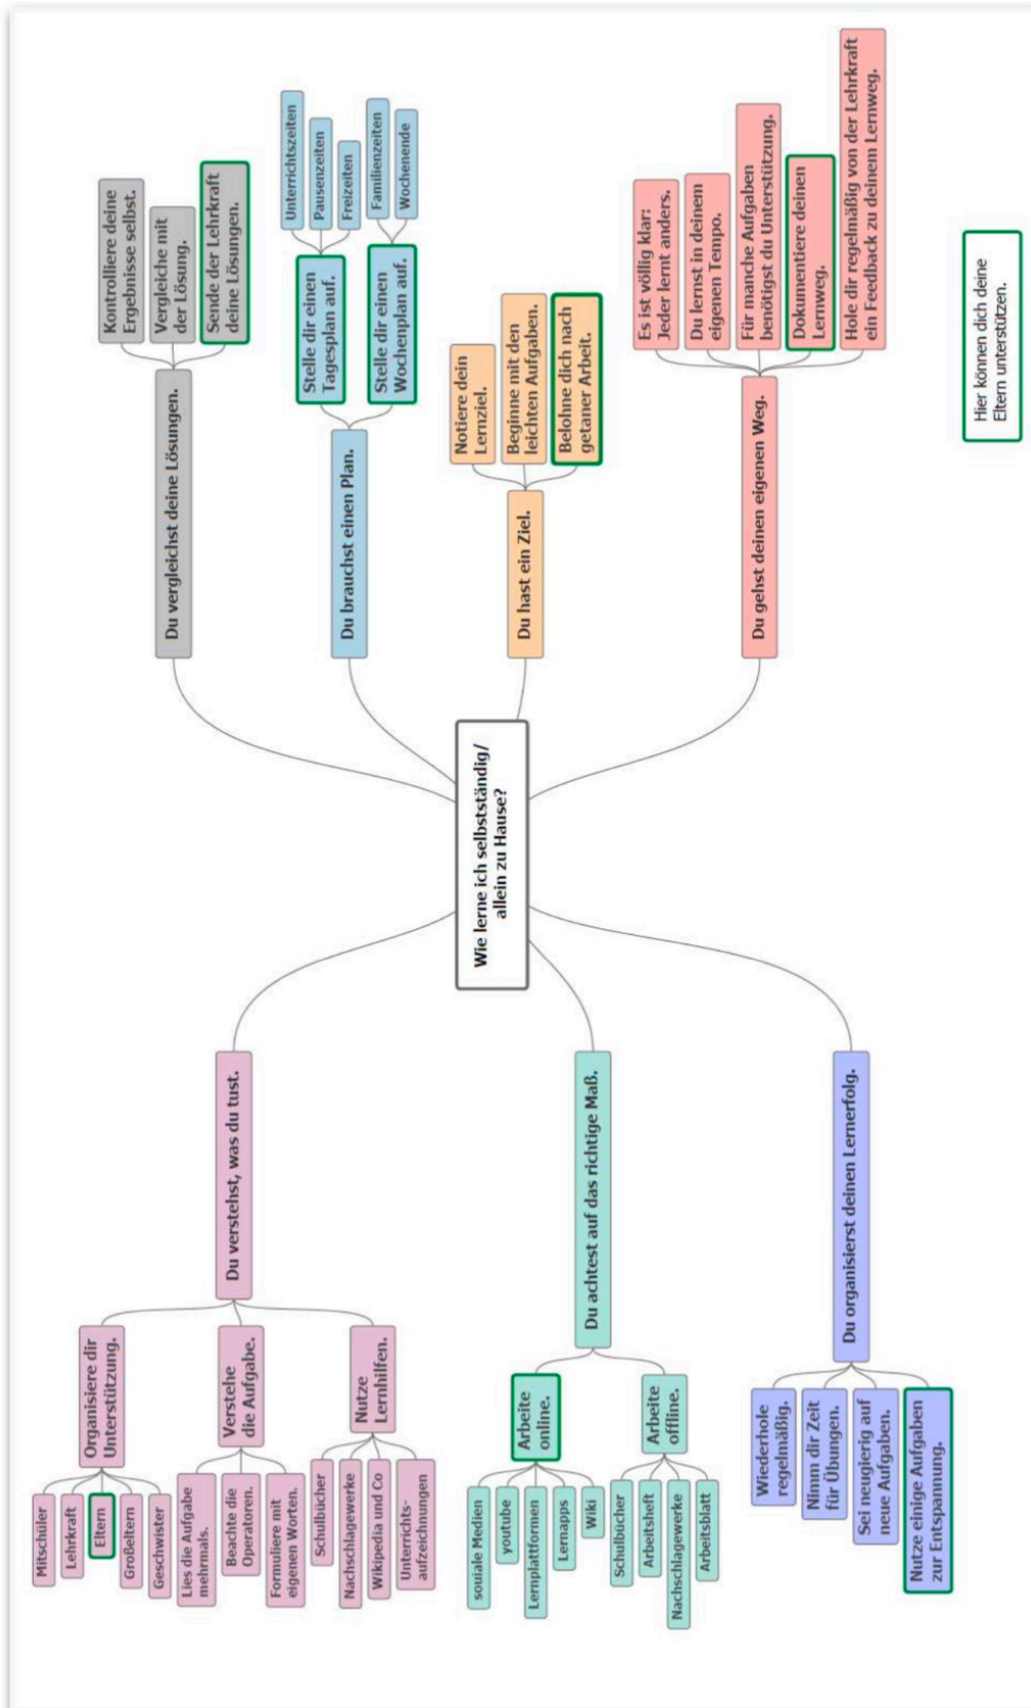 Wie lerne ich selbstständig/
allein zu Hause?
Du verstehst, was du tust.
Organisiere dir
Unterstützung.
Mitschüler
Lehrkraft
Eltern
Großeltern
Geschwister
Verstehe
die Aufgabe.
Lies die Aufgabe
mehrmals.
Beachte die
Operatoren.
Formuliere mit
eigenen Worten.
Nutze
Lernhilfen.
Schulbücher
Nachschlagewerke
Wikipedia und Co
Unterrichts-
aufzeichnungen
Du achtest auf das richtige Maß.
Arbeite
online.
souiale Medien
youtube
Lernplattformen
Lernapps
Wiki
Arbeite
offline.
Schulbücher
Arbeitsheft
Nachschlagewerke
Arbeitsblatt
Du organisierst deinen Lernerfolg.
Wiederhole
regelmäßig.
Nimm dir Zeit
für Übungen.
Sei neugierig auf
neue Aufgaben.
Nutze einige Aufgaben
zur Entspannung.
Du vergleichst deine Lösungen.
Kontrolliere deine
Ergebnisse selbst.
Vergleiche mit
der Lösung.
Sende der Lehrkraft
deine Lösungen.
Du brauchst einen Plan.
Stelle dir einen
Tagesplan auf.
Unterrichtszeiten
Pausenzeiten
Freizeiten
Stelle dir einen
Wochenplan auf.
Familienzeiten
Wochenende
Du hast ein Ziel.
Notiere dein
Lernziel.
Beginne mit den
leichten Aufgaben.
Belohne dich nach
getaner Arbeit.
Du gehst deinen eigenen Weg.
Es ist völlig klar:
Jeder lernt anders.
Du lernst in deinem
eigenen Tempo.
Für manche Aufgaben
benötigst du Unterstützung.
Dokumentiere deinen
Lernweg.
Hole dir regelmäßig von der Lehrkraft
ein Feedback zu deinem Lernweg.
Hier können dich deine
Eltern unterstützen.